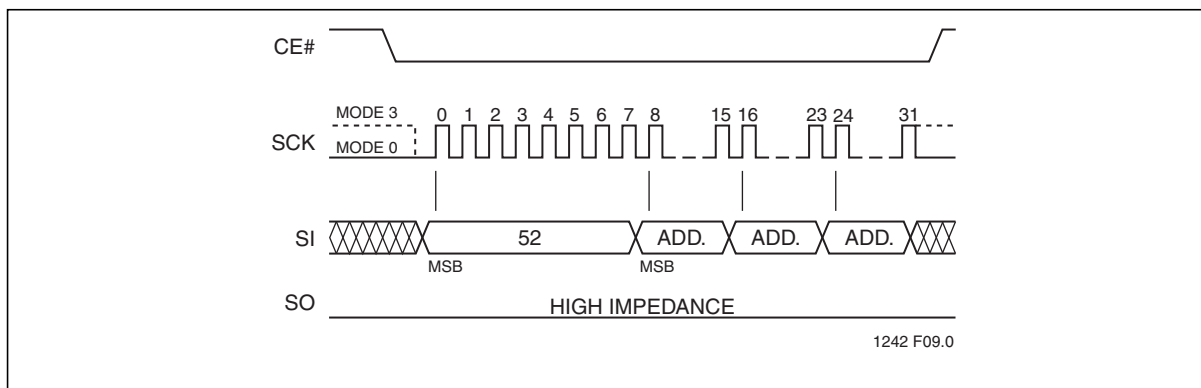 CE#
MODE 3
SCK
MODE 0
0 1 2 3 4 5 6 7 8 15 16 23 24 31
SI
52 ADD. ADD. ADD.
MSB MSB
SO
HIGH IMPEDANCE
1242 F09.0